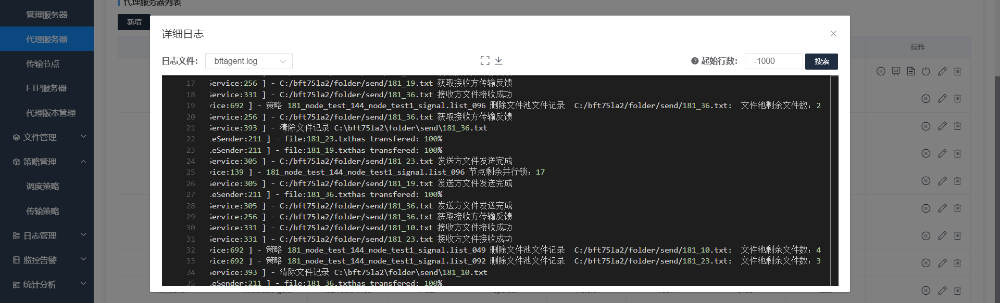 管理服务器
代理服务器
传输节点
FTP服务器
代理版本管理
文件管理
策略管理
调度策略
传输策略
日志管理
监控告警
统计分析
代理服务器列表
新增
操作
详细日志
日志文件: bftagent.log
起始行数: -1000 搜索
17 Service:256 ] - C:/bft75la2/folder/send/181_19.txt 获取接收方传输反馈
18 Service:331 ] - C:/bft75la2/folder/send/181_36.txt 接收方文件接收成功
19 vice:692 ] - 策略 181_node_test_144_node_test1_signal.list_096 删除文件池文件记录 C:/bft75la2/folder/send/181_36.txt: 文件池剩余文件数: 2
20 Service:256 ] - C:/bft75la2/folder/send/181_36.txt 获取接收方传输反馈
21 Service:393 ] - 清除文件记录 C:\bft75la2\folder\send\181_36.txt
22 eSender:211 ] - file:181_23.txthas transfered: 100%
23 eSender:211 ] - file:181_19.txthas transfered: 100%
24 Service:305 ] - C:/bft75la2/folder/send/181_23.txt 发送方文件发送完成
25 vice:139 ] - 181_node_test_144_node_test1_signal.list_096 节点剩余并行锁: 17
26 Service:305 ] - C:/bft75la2/folder/send/181_19.txt 发送方文件发送完成
27 eSender:211 ] - file:181_36.txthas transfered: 100%
28 Service:305 ] - C:/bft75la2/folder/send/181_36.txt 发送方文件发送完成
29 Service:256 ] - C:/bft75la2/folder/send/181_36.txt 获取接收方传输反馈
30 Service:331 ] - C:/bft75la2/folder/send/181_10.txt 接收方文件接收成功
31 Service:331 ] - C:/bft75la2/folder/send/181_23.txt 接收方文件接收成功
32 vice:692 ] - 策略 181_node_test_144_node_test1_signal.list_049 删除文件池文件记录 C:/bft75la2/folder/send/181_10.txt: 文件池剩余文件数: 4
33 vice:692 ] - 策略 181_node_test_144_node_test1_signal.list_092 删除文件池文件记录 C:/bft75la2/folder/send/181_23.txt: 文件池剩余文件数: 3
34 Service:393 ] - 清除文件记录 C:\bft75la2\folder\send\181_10.txt
35 eSender:211 ] - file:181_36.txthas transfered: 100%